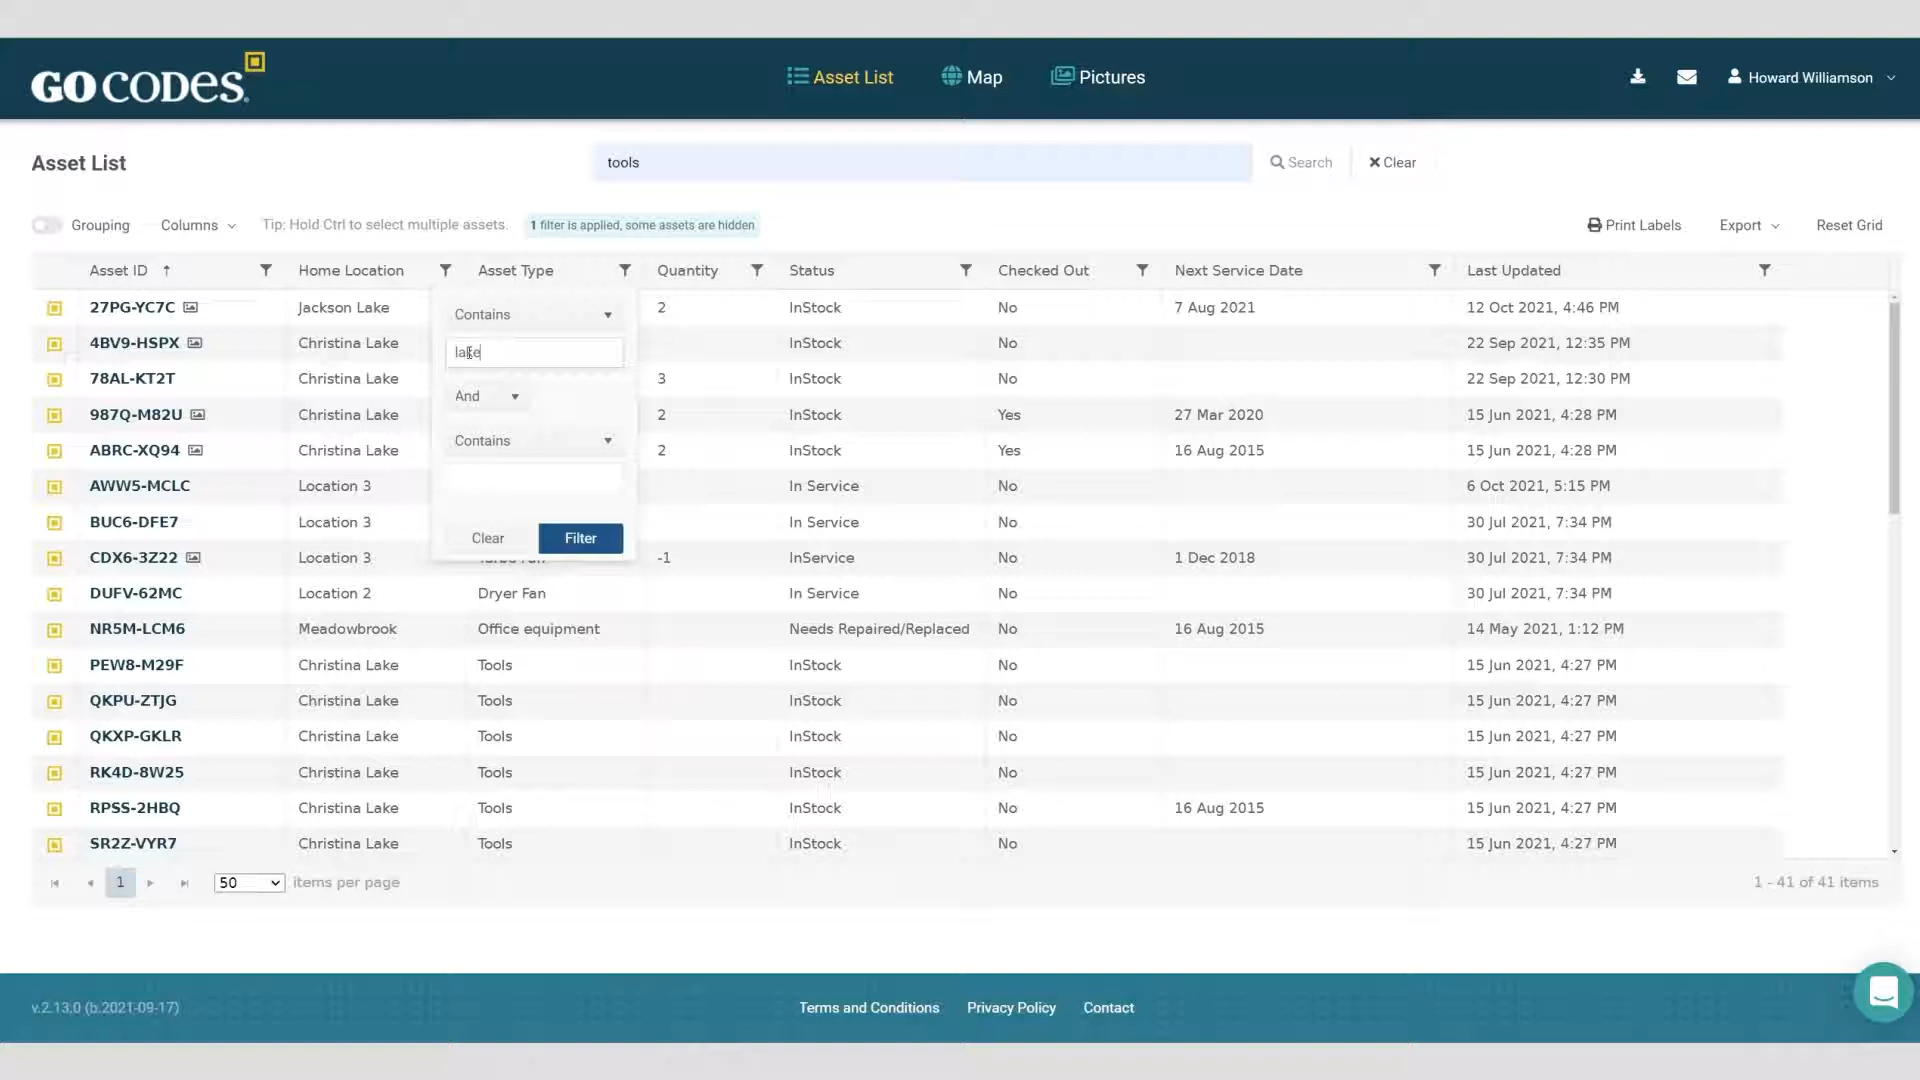 GO CODES
Asset List
Map
Pictures
Howard Williamson
Asset List
tools
Search
Clear
Grouping
Columns
Tip: Hold Ctrl to select multiple assets.
1 filter is applied, some assets are hidden
Print Labels
Export
Reset Grid
Asset ID Home Location Asset Type Quantity Status Checked Out Next Service Date Last Updated
27PG-YC7C Jackson Lake 2 InStock No 7 Aug 2021 12 Oct 2021, 4:46 PM
4BV9-HSPX Christina Lake InStock No 22 Sep 2021, 12:35 PM
78AL-KT2T Christina Lake 3 InStock No 22 Sep 2021, 12:30 PM
987Q-M82U Christina Lake 2 InStock Yes 27 Mar 2020 15 Jun 2021, 4:28 PM
ABRC-XQ94 Christina Lake 2 InStock Yes 16 Aug 2015 15 Jun 2021, 4:28 PM
AWW5-MCLC Location 3 In Service No 6 Oct 2021, 5:15 PM
BUC6-DFE7 Location 3 In Service No 30 Jul 2021, 7:34 PM
CDX6-3Z22 Location 3 -1 InService No 1 Dec 2018 30 Jul 2021, 7:34 PM
DUFV-62MC Location 2 Dryer Fan In Service No 30 Jul 2021, 7:34 PM
NR5M-LCM6 Meadowbrook Office equipment Needs Repaired/Replaced No 16 Aug 2015 14 May 2021, 1:12 PM
PEW8-M29F Christina Lake Tools InStock No 15 Jun 2021, 4:27 PM
QKPU-ZTJG Christina Lake Tools InStock No 15 Jun 2021, 4:27 PM
QKXP-GKLR Christina Lake Tools InStock No 15 Jun 2021, 4:27 PM
RK4D-8W25 Christina Lake Tools InStock No 15 Jun 2021, 4:27 PM
RPSS-2HBQ Christina Lake Tools InStock No 16 Aug 2015 15 Jun 2021, 4:27 PM
SR2Z-VYR7 Christina Lake Tools InStock No 15 Jun 2021, 4:27 PM
Contains
lake
And
Contains
Clear
Filter
1
50
items per page
1 - 41 of 41 items
v.2.13.0 (b.2021-09-17)
Terms and Conditions
Privacy Policy
Contact